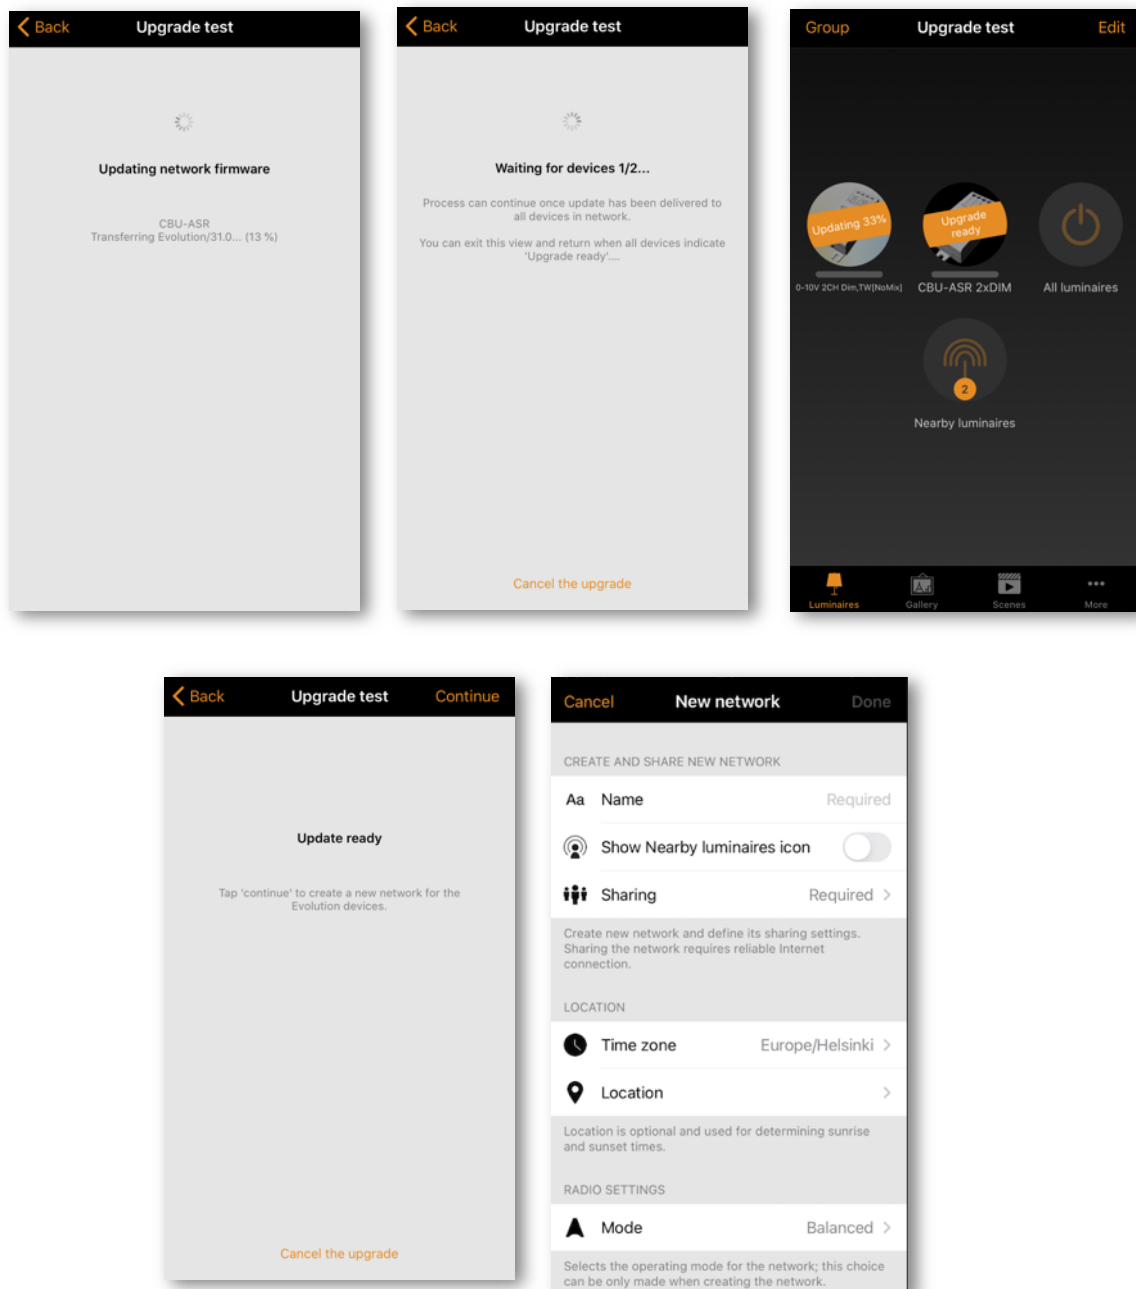 Back Upgrade test
Updating network firmware
CBU-ASR
Transferring Evolution/31.0... (13 %)
Back Upgrade test
Waiting for devices 1/2...
Process can continue once update has been delivered to
all devices in network.
You can exit this view and return when all devices indicate
'Upgrade ready'....
Cancel the upgrade
Group Upgrade test Edit
Updating 33%
Upgrade
ready
0-10V 2CH Dim,TW[NoMix] CBU-ASR 2xDIM All luminaires
2
Nearby luminaires
Luminaires Gallery Scenes More
Back Upgrade test Continue
Update ready
Tap 'continue' to create a new network for the
Evolution devices.
Cancel the upgrade
Cancel New network Done
CREATE AND SHARE NEW NETWORK
Aa Name Required
Show Nearby luminaires icon
Sharing Required
Create new network and define its sharing settings.
Sharing the network requires reliable Internet
connection.
LOCATION
Time zone Europe/Helsinki
Location
Location is optional and used for determining sunrise
and sunset times.
RADIO SETTINGS
Mode Balanced
Selects the operating mode for the network; this choice
can be only made when creating the network.